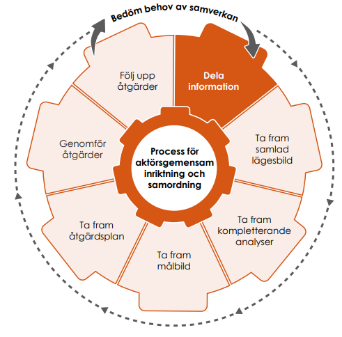 Bedöm behov av samverkan
Dela
information
Ta fram
samlad
lägesbild
Ta fram
kompletterande
analyser
Ta fram
målbild
Ta fram
åtgärdsplan
Genomför
åtgärder
Följ upp
åtgärder
Process för
aktörsgemensam
inriktning och
samordning